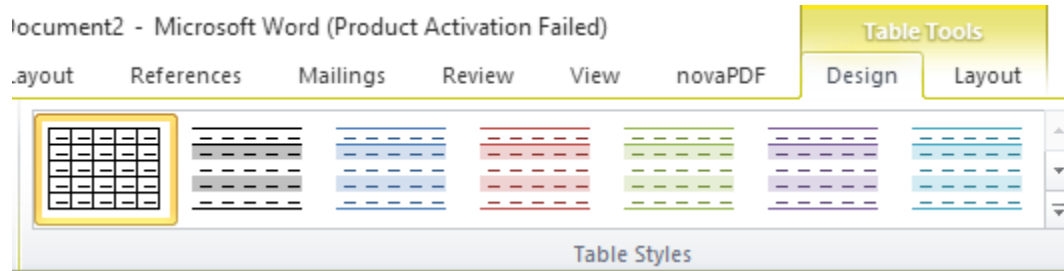 Document2 - Microsoft Word (Product Activation Failed)
Table Tools
Layout References Mailings Review View novaPDF Design Layout
Table Styles